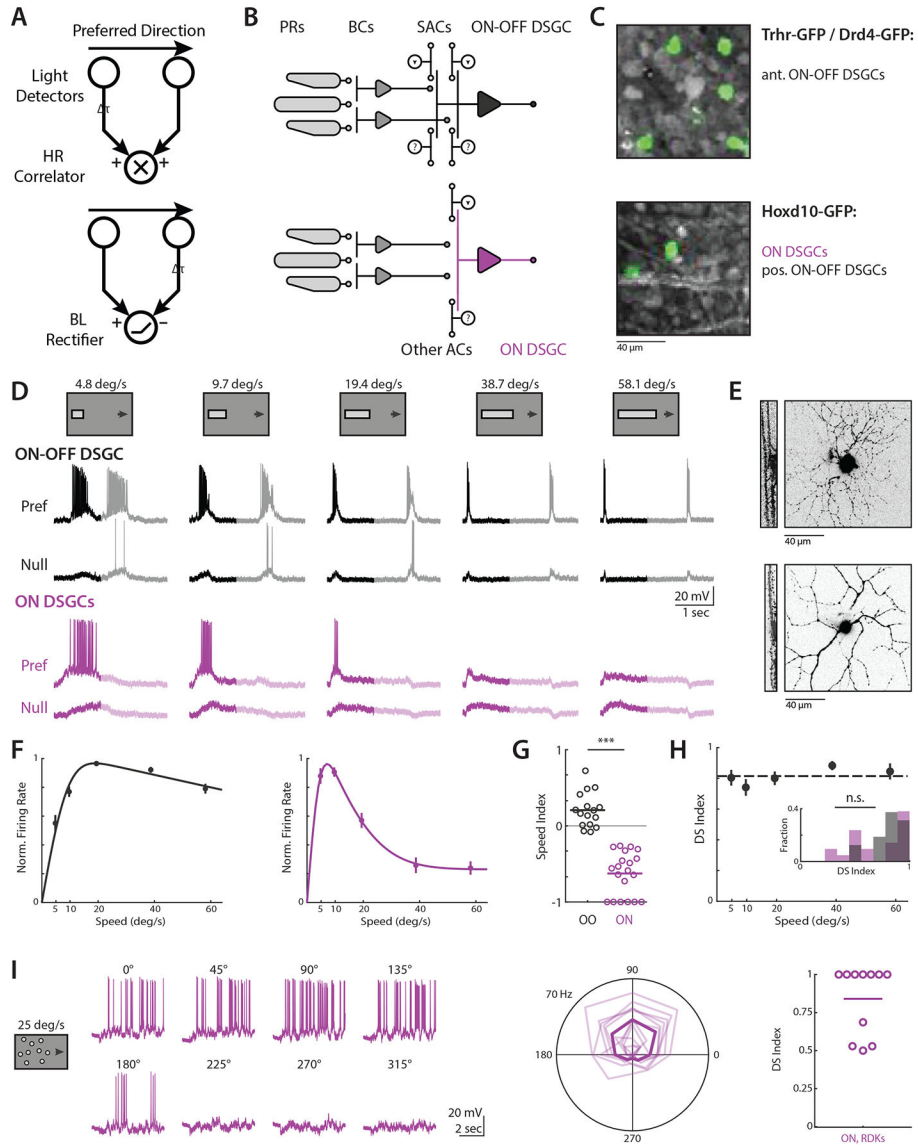 A
Preferred Direction
Light
Detectors
Δτ
HR
Correlator
+ × +
Δτ
BL
Rectifier
+ −
B
PRs BCs SACs ON-OFF DSGC
? ?
?
Other ACs ON DSGC
C
Trhr-GFP / Drd4-GFP:
ant. ON-OFF DSGCs
Hoxd10-GFP:
ON DSGCs
pos. ON-OFF DSGCs
40 μm
D
4.8 deg/s 9.7 deg/s 19.4 deg/s 38.7 deg/s 58.1 deg/s
ON-OFF DSGC
Pref
Null
20 mV
1 sec
ON DSGCs
Pref
Null
E
40 μm
40 μm
F
Norm. Firing Rate
1
0
5 10 20 40 60
Speed (deg/s)
Norm. Firing Rate
1
0
5 10 20 40 60
Speed (deg/s)
G
***
Speed Index
1
0
-1
OO ON
H
DS Index
1
0.5
0
5 10 20 40 60
Speed (deg/s)
n.s.
Fraction
0.4
0 1
DS Index
I
25 deg/s
0° 45° 90° 135°
180° 225° 270° 315°
20 mV
2 sec
90
70 Hz
180 0
270
DS Index
1
0.75
0.5
0.25
0
ON, RDKs